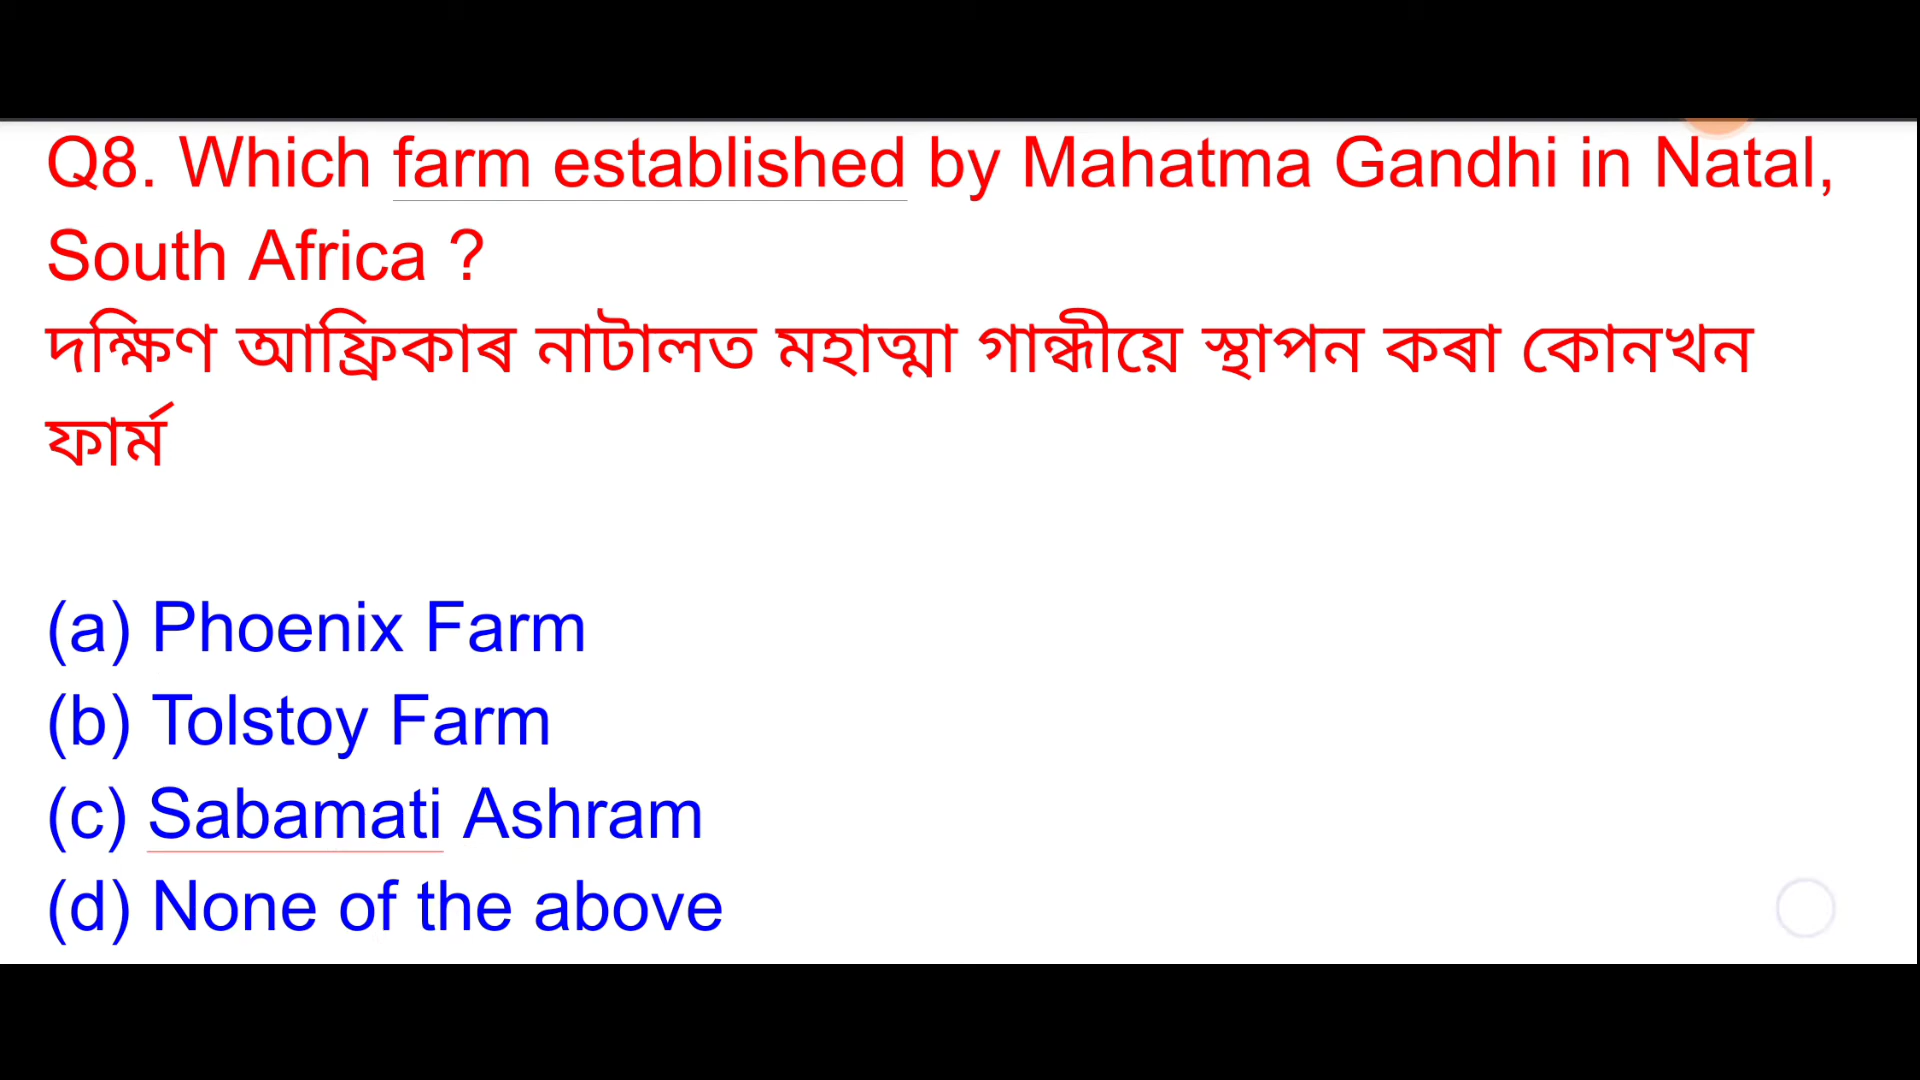 Q8. Which farm established by Mahatma Gandhi in Natal,
South Africa ?
দক্ষিণ আফ্ৰিকাৰ নাটালত মহাত্মা গান্ধীয়ে স্থাপন কৰা কোনখন
ফাৰ্ম
(a) Phoenix Farm
(b) Tolstoy Farm
(c) Sabamati Ashram
(d) None of the above